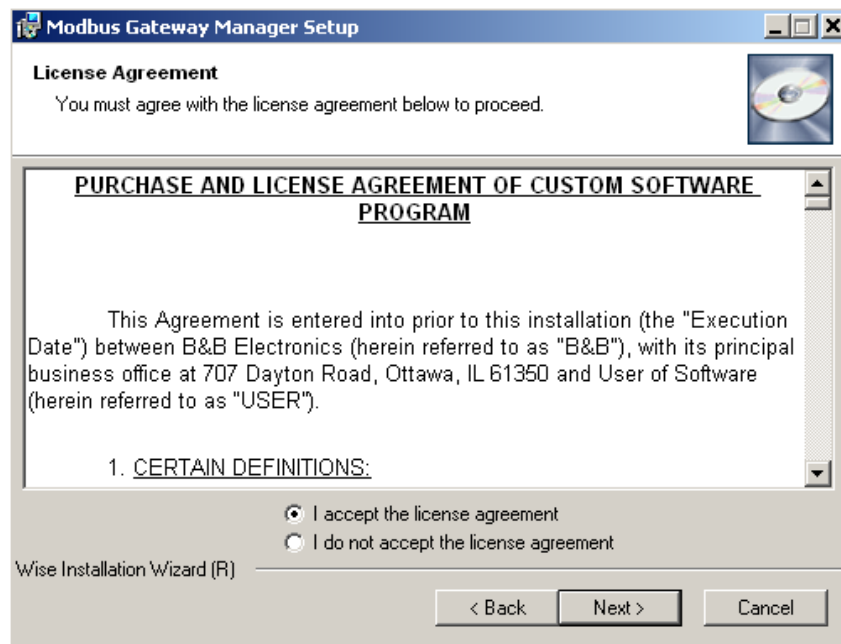 Modbus Gateway Manager Setup
License Agreement
You must agree with the license agreement below to proceed.
PURCHASE AND LICENSE AGREEMENT OF CUSTOM SOFTWARE
PROGRAM
This Agreement is entered into prior to this installation (the "Execution
Date") between B&B Electronics (herein referred to as "B&B"), with its principal
business office at 707 Dayton Road, Ottawa, IL 61350 and User of Software
(herein referred to as "USER").
1. CERTAIN DEFINITIONS:
I accept the license agreement
I do not accept the license agreement
Wise Installation Wizard (R)
< Back Next > Cancel